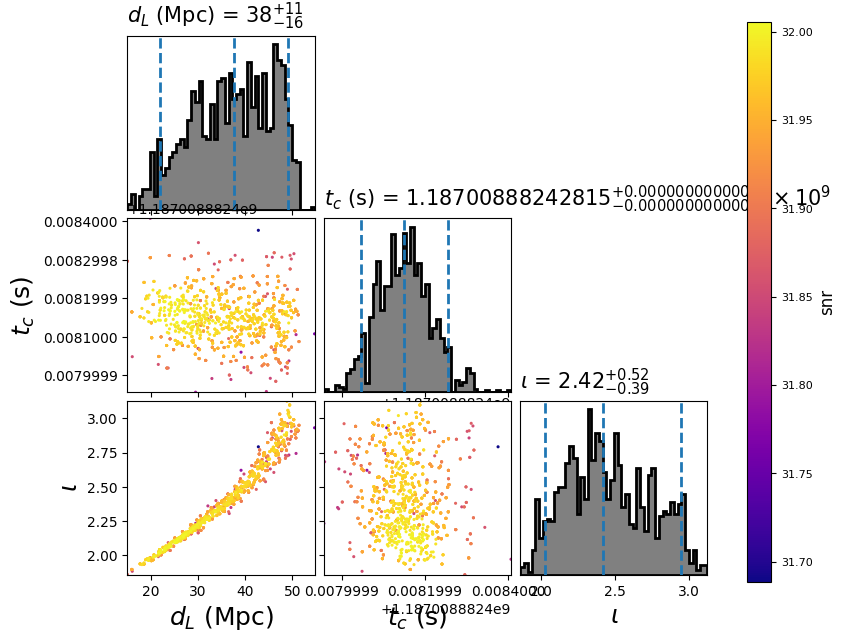 d_L (Mpc) = 38^{+11}_{-16}
32.00
31.95
t_c (s) = 1.18700888242815^{+0.000000000000}_{-0.000000000000} × 10^9
+1.1870088824e9
31.90
31.85
31.80
31.75
31.70
snr
0.0084000
0.0082998
0.0081999
0.0081000
0.0079999
t_c (s)
ι = 2.42^{+0.52}_{-0.39}
+1.1870088824e9
3.00
2.75
2.50
2.25
2.00
ι
20 30 40 50
0.0079999 0.0081999 0.0084000
2.0 2.5 3.0
+1.1870088824e9
d_L (Mpc) t_c (s) ι